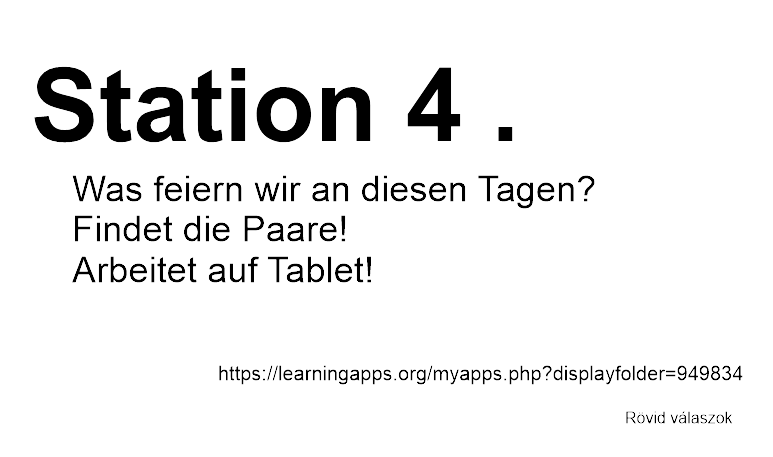 Station 4 .
Was feiern wir an diesen Tagen?
Findet die Paare!
Arbeitet auf Tablet!
https://learningapps.org/myapps.php?displayfolder=949834
Rövid válaszok